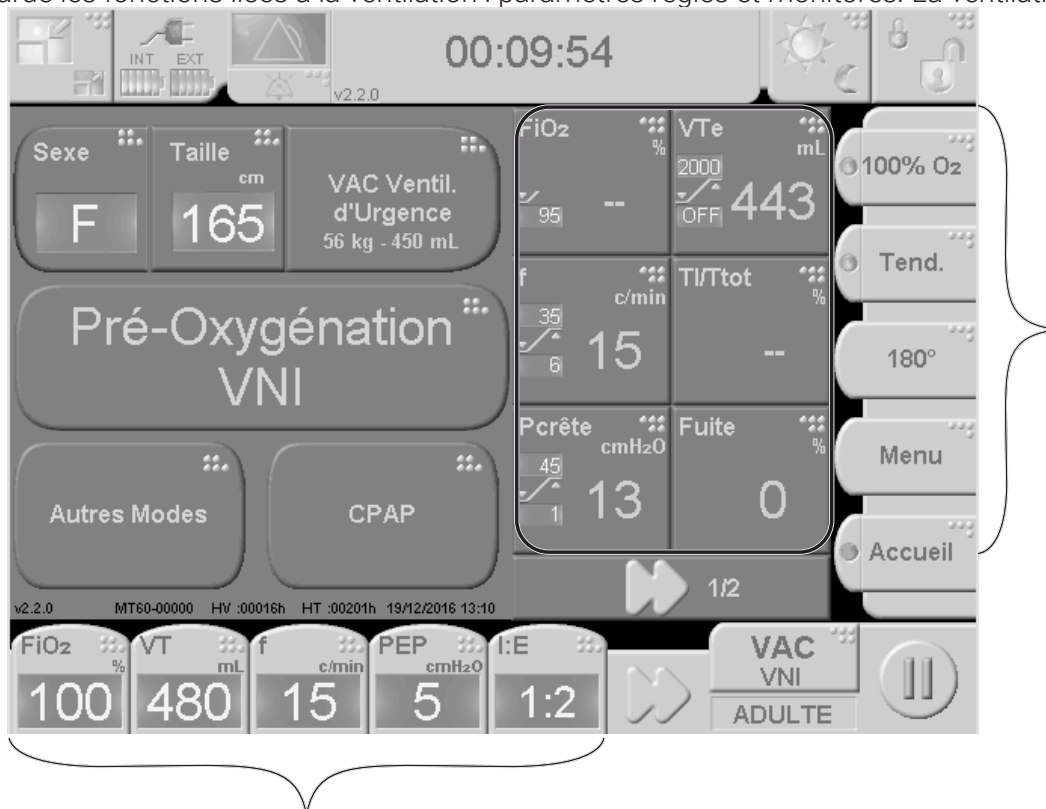 arde les fonctions liées à la ventilation : paramètres réglés et monitorés. La ventilati
INT EXT
00:09:54
v2.2.0
Sexe
F
Taille
cm
165
VAC Ventil.
d'Urgence
56 kg - 450 mL
Pré-Oxygénation
VNI
Autres Modes
CPAP
v2.2.0 MT60-00000 HV :00016h HT :00201h 19/12/2016 13:10
FiO2
%
95
--
VTe
mL
2000
OFF
443
f
c/min
35
6
15
TI/Ttot
%
--
Pcrête
cmH2O
45
1
13
Fuite
%
0
1/2
100% O2
Tend.
180°
Menu
Accueil
FiO2
%
100
VT
mL
480
f
c/min
15
PEP
cmH2O
5
I:E
1:2
VAC
VNI
ADULTE